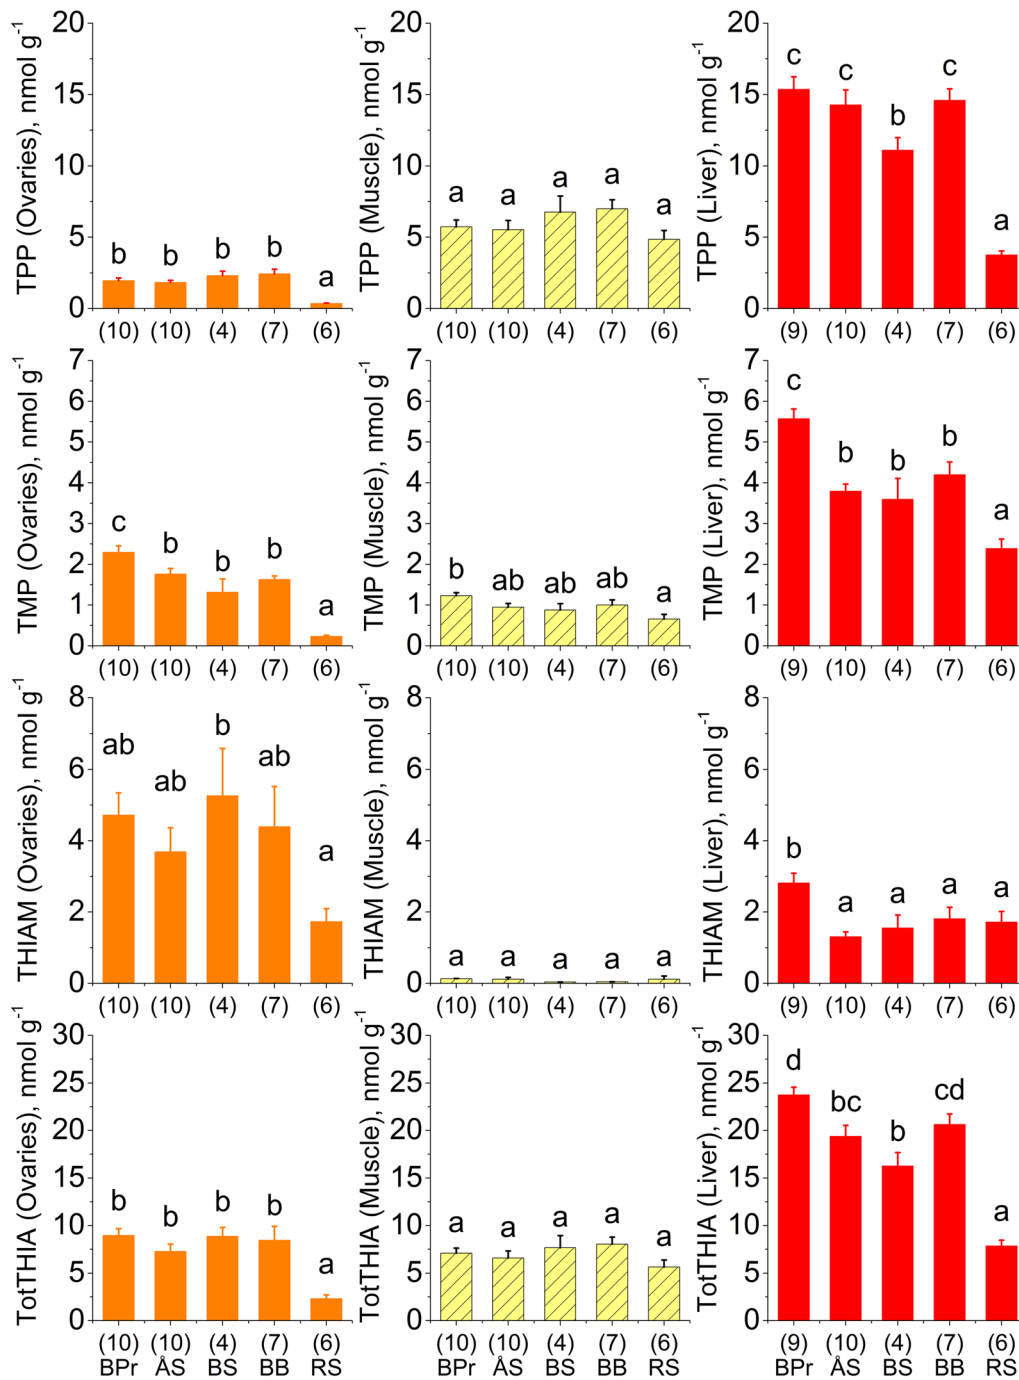 TPP (Ovaries), nmol g-1
20
15
10
5
0
b b b b a
(10) (10) (4) (7) (6)
TPP (Muscle), nmol g-1
20
15
10
5
0
a a a a a
(10) (10) (4) (7) (6)
TPP (Liver), nmol g-1
20
15
10
5
0
c c b c a
(9) (10) (4) (7) (6)
TMP (Ovaries), nmol g-1
7
6
5
4
3
2
1
0
c b b b a
(10) (10) (4) (7) (6)
TMP (Muscle), nmol g-1
7
6
5
4
3
2
1
0
b ab ab ab a
(10) (10) (4) (7) (6)
TMP (Liver), nmol g-1
7
6
5
4
3
2
1
0
c b b b a
(9) (10) (4) (7) (6)
THIAM (Ovaries), nmol g-1
8
6
4
2
0
ab ab b ab a
(10) (10) (4) (7) (6)
THIAM (Muscle), nmol g-1
8
6
4
2
0
a a a a a
(10) (10) (4) (7) (6)
THIAM (Liver), nmol g-1
8
6
4
2
0
b a a a a
(9) (10) (4) (7) (6)
TotTHIA (Ovaries), nmol g-1
30
25
20
15
10
5
0
b b b b a
(10) (10) (4) (7) (6)
BPr ÅS BS BB RS
TotTHIA (Muscle), nmol g-1
30
25
20
15
10
5
0
a a a a a
(10) (10) (4) (7) (6)
BPr ÅS BS BB RS
TotTHIA (Liver), nmol g-1
30
25
20
15
10
5
0
d bc b cd a
(9) (10) (4) (7) (6)
BPr ÅS BS BB RS